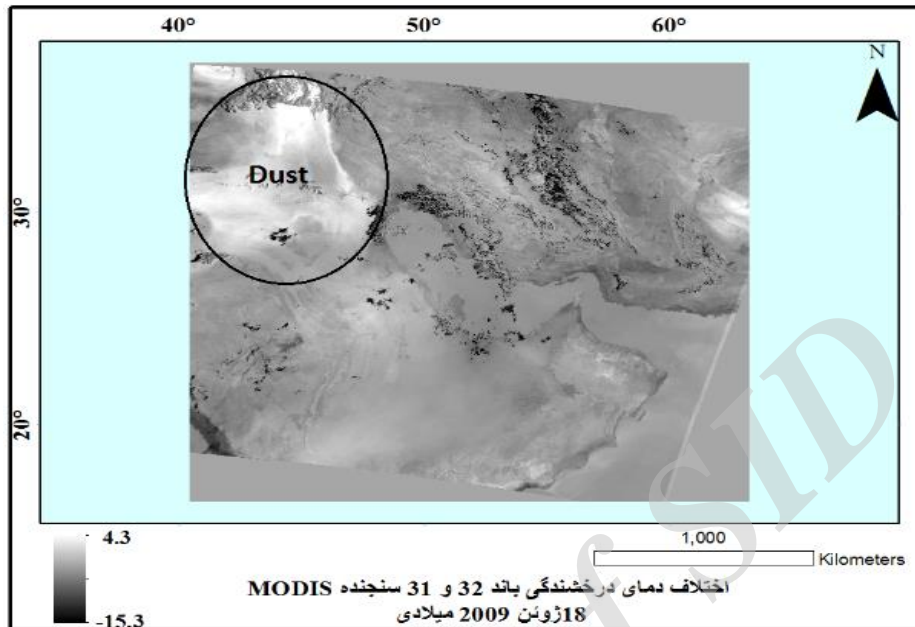 40° 50° 60°
N
Dust
30°
20°
4.3
-15.3
1,000
Kilometers
اختلاف دمای درخشندگی باند 32 و 31 سنجنده MODIS
18ژوئن 2009 میلادی
f SID